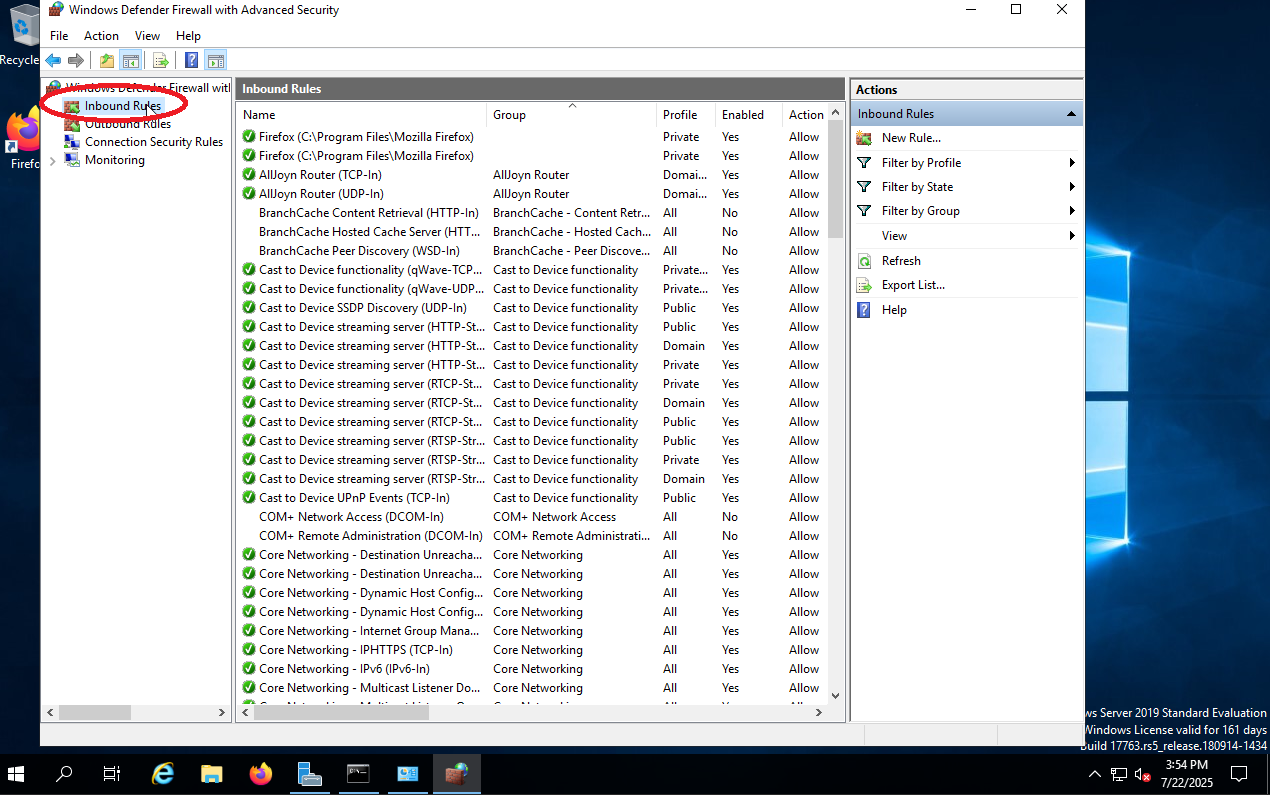 Windows Defender Firewall with Advanced Security
File Action View Help
Recycle
Firefo
Windows Defender Firewall witl
Inbound Rules
Outbound Rules
Connection Security Rules
Monitoring
Inbound Rules
Name Group Profile Enabled Action
Firefox (C:\Program Files\Mozilla Firefox) Private Yes Allow
Firefox (C:\Program Files\Mozilla Firefox) Private Yes Allow
AllJoyn Router (TCP-In) AllJoyn Router Domai... Yes Allow
AllJoyn Router (UDP-In) AllJoyn Router Domai... Yes Allow
BranchCache Content Retrieval (HTTP-In) BranchCache - Content Retr... All No Allow
BranchCache Hosted Cache Server (HTT... BranchCache - Hosted Cach... All No Allow
BranchCache Peer Discovery (WSD-In) BranchCache - Peer Discove... All No Allow
Cast to Device functionality (qWave-TCP... Cast to Device functionality Private... Yes Allow
Cast to Device functionality (qWave-UDP... Cast to Device functionality Private... Yes Allow
Cast to Device SSDP Discovery (UDP-In) Cast to Device functionality Public Yes Allow
Cast to Device streaming server (HTTP-St... Cast to Device functionality Public Yes Allow
Cast to Device streaming server (HTTP-St... Cast to Device functionality Domain Yes Allow
Cast to Device streaming server (HTTP-St... Cast to Device functionality Private Yes Allow
Cast to Device streaming server (RTCP-St... Cast to Device functionality Private Yes Allow
Cast to Device streaming server (RTCP-St... Cast to Device functionality Domain Yes Allow
Cast to Device streaming server (RTCP-St... Cast to Device functionality Public Yes Allow
Cast to Device streaming server (RTSP-Str... Cast to Device functionality Public Yes Allow
Cast to Device streaming server (RTSP-Str... Cast to Device functionality Private Yes Allow
Cast to Device streaming server (RTSP-Str... Cast to Device functionality Domain Yes Allow
Cast to Device UPnP Events (TCP-In) Cast to Device functionality Public Yes Allow
COM+ Network Access (DCOM-In) COM+ Network Access All No Allow
COM+ Remote Administration (DCOM-In) COM+ Remote Administrati... All No Allow
Core Networking - Destination Unreacha... Core Networking All Yes Allow
Core Networking - Destination Unreacha... Core Networking All Yes Allow
Core Networking - Dynamic Host Config... Core Networking All Yes Allow
Core Networking - Dynamic Host Config... Core Networking All Yes Allow
Core Networking - Internet Group Mana... Core Networking All Yes Allow
Core Networking - IPHTTPS (TCP-In) Core Networking All Yes Allow
Core Networking - IPv6 (IPv6-In) Core Networking All Yes Allow
Core Networking - Multicast Listener Do... Core Networking All Yes Allow
Actions
Inbound Rules
New Rule...
Filter by Profile
Filter by State
Filter by Group
View
Refresh
Export List...
Help
ws Server 2019 Standard Evaluation
Windows License valid for 161 days
Build 17763.rs5_release.180914-1434
3:54 PM
7/22/2025